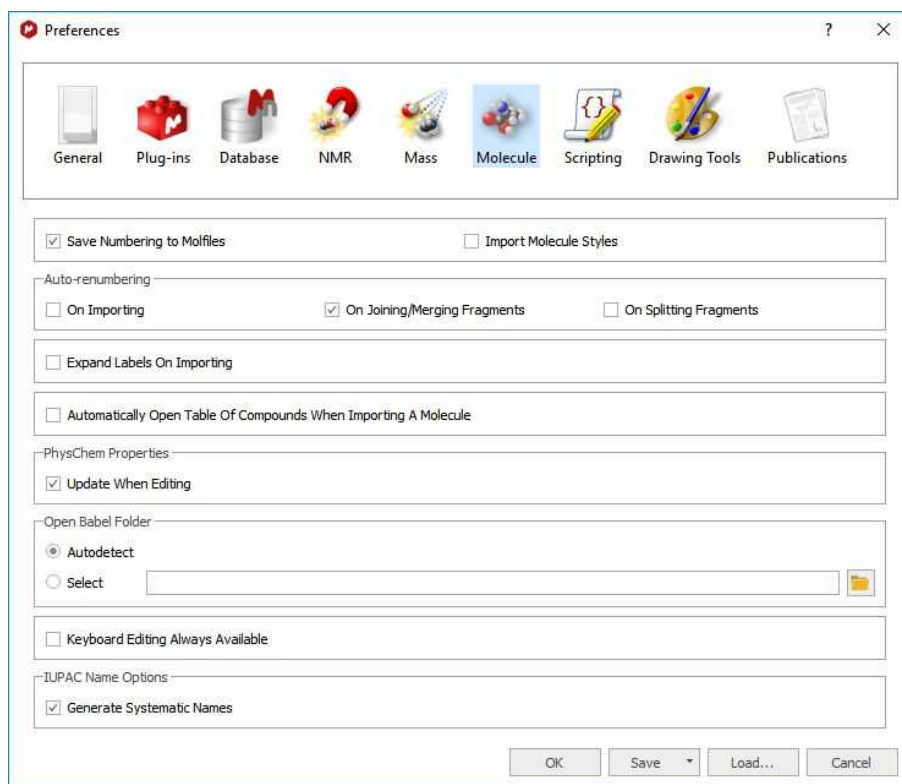 Preferences
?
General Plug-ins Database NMR Mass Molecule Scripting Drawing Tools Publications
Save Numbering to Molfiles Import Molecule Styles
Auto-renumbering
On Importing On Joining/Merging Fragments On Splitting Fragments
Expand Labels On Importing
Automatically Open Table Of Compounds When Importing A Molecule
PhysChem Properties
Update When Editing
Open Babel Folder
Autodetect
Select
Keyboard Editing Always Available
IUPAC Name Options
Generate Systematic Names
OK Save Load... Cancel